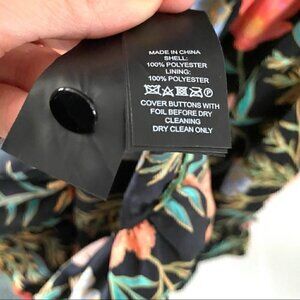 MADE IN CHINA
SHELL:
100% POLYESTER
LINING:
100% POLYESTER
COVER BUTTONS WITH
FOIL BEFORE DRY
CLEANING
DRY CLEAN ONLY